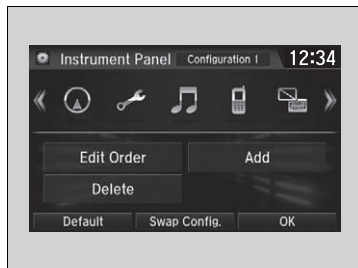 Instrument Panel Configuration 1 12:34
Edit Order Add
Delete
Default Swap Config. OK